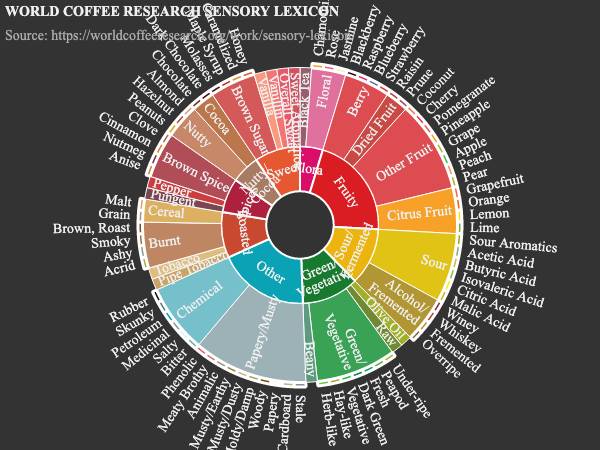 WORLD COFFEE RESEARCH SENSORY LEXICON
Source: https://worldcoffeeresearch.org/work/sensory-lexicon
Floral
Berry
Dried Fruit
Other Fruit
Citrus Fruit
Sour
Alcohol/
Fermented
Olive Oil
Raw
Green/
Vegetative
Beany
Papery/Musty
Chemical
Pipe Tobacco
Tobacco
Burnt
Cereal
Pungent
Pepper
Brown Spice
Nutty
Cocoa
Brown Sugar
Vanilla
Black Tea
Fruity
Sour/
Fermented
Green/
Vegetative
Other
Roasted
Spices
Nutty/
Cocoa
Sweet
Floral
Rose
Jasmine
Blackberry
Raspberry
Blueberry
Strawberry
Raisin
Prune
Coconut
Cherry
Pomegranate
Pineapple
Grape
Apple
Peach
Pear
Grapefruit
Orange
Lemon
Lime
Sour Aromatics
Acetic Acid
Butyric Acid
Isovaleric Acid
Citric Acid
Malic Acid
Winey
Whiskey
Fremented
Overripe
Under-ripe
Peapod
Fresh
Dark Green
Vegetative
Hay-like
Herb-like
Stale
Cardboard
Papery
Woody
Moldy/Damp
Musty/Dusty
Musty/Earthy
Animalic
Meaty Brothy
Phenolic
Bitter
Salty
Medicinal
Petroleum
Skunky
Rubber
Acrid
Ashy
Smoky
Brown, Roast
Grain
Malt
Anise
Nutmeg
Cinnamon
Clove
Peanuts
Hazelnut
Almond
Chocolate
Dark Chocolate
Molasses
Maple Syrup
Caramelized
Honey